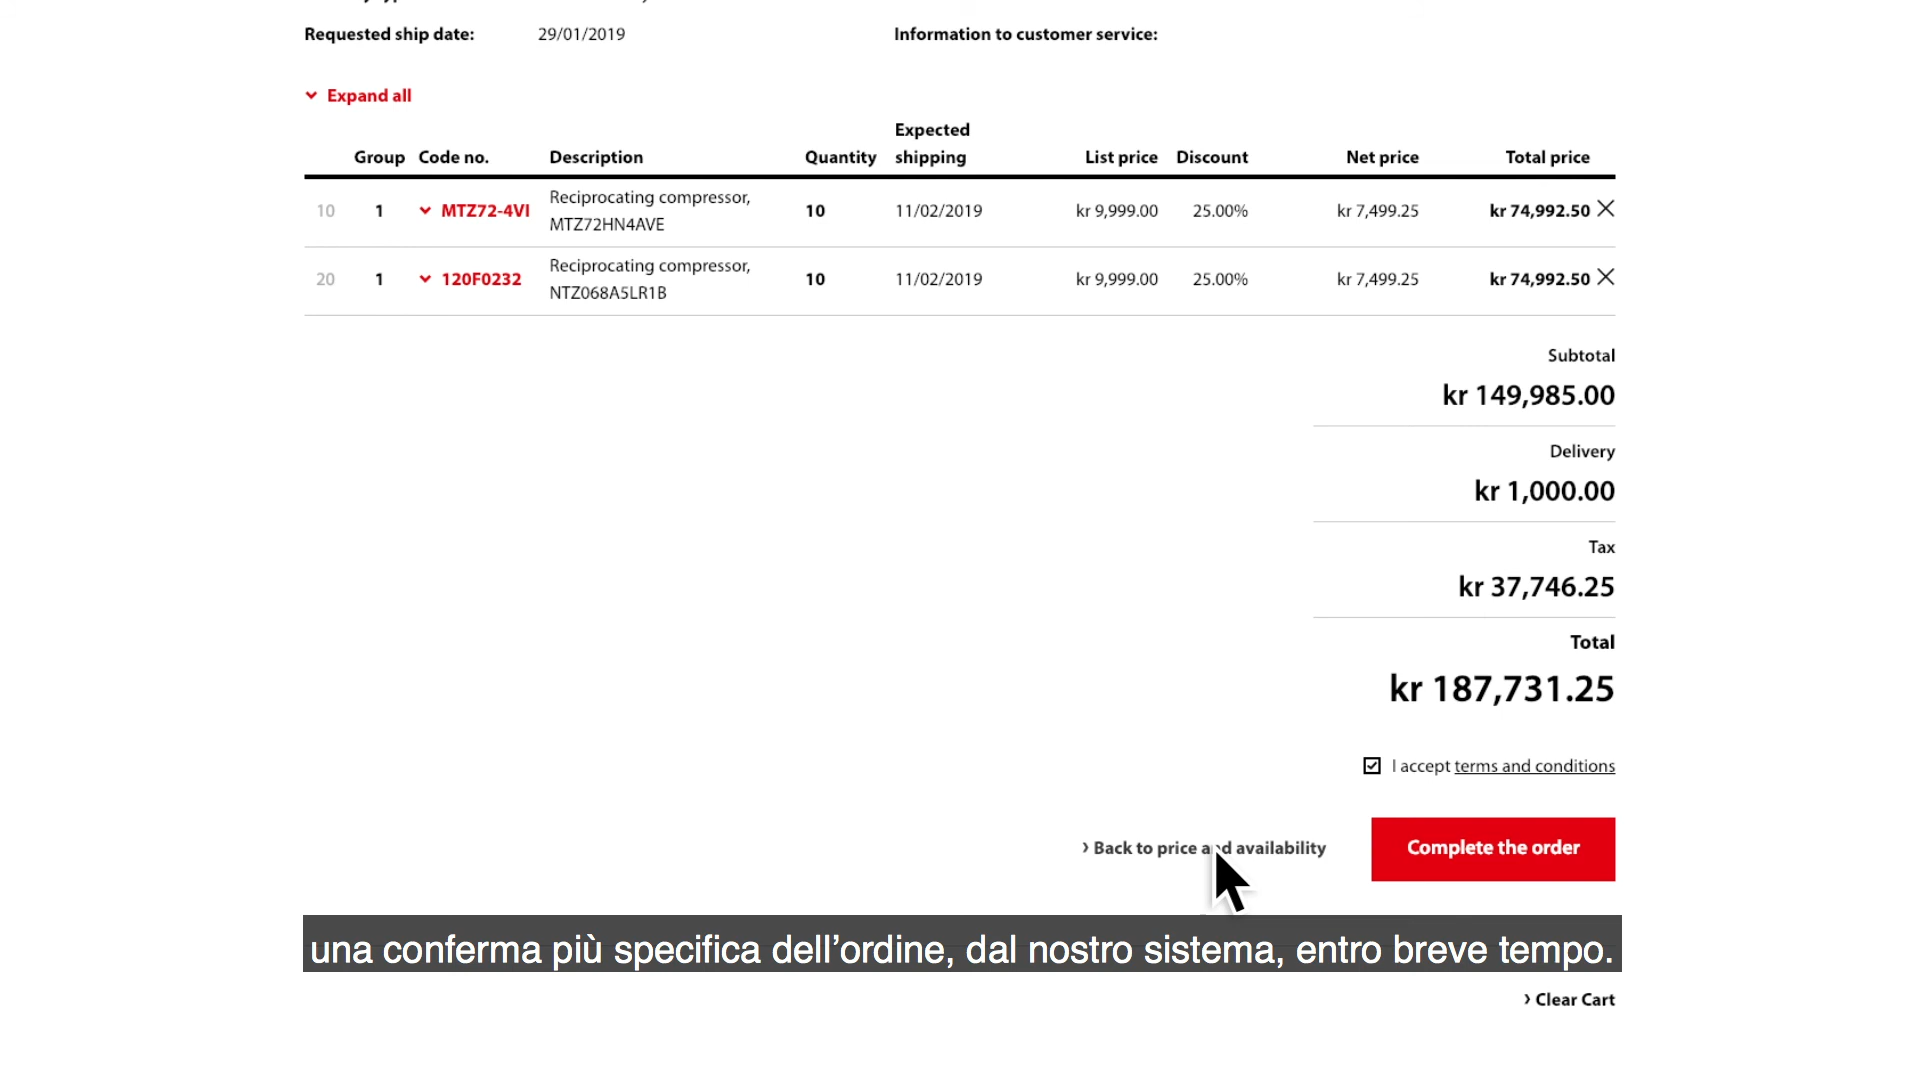 Requested ship date: 29/01/2019 Information to customer service:
Expand all
Group Code no. Description Quantity Expected shipping List price Discount Net price Total price
10 1 MTZ72-4VI Reciprocating compressor, 10 11/02/2019 kr 9,999.00 25.00% kr 7,499.25 kr 74,992.50
MTZ72HN4AVE
20 1 120F0232 Reciprocating compressor, 10 11/02/2019 kr 9,999.00 25.00% kr 7,499.25 kr 74,992.50
NTZ068A5LR1B
Subtotal
kr 149,985.00
Delivery
kr 1,000.00
Tax
kr 37,746.25
Total
kr 187,731.25
I accept terms and conditions
Back to price and availability Complete the order
una conferma più specifica dell’ordine, dal nostro sistema, entro breve tempo.
Clear Cart